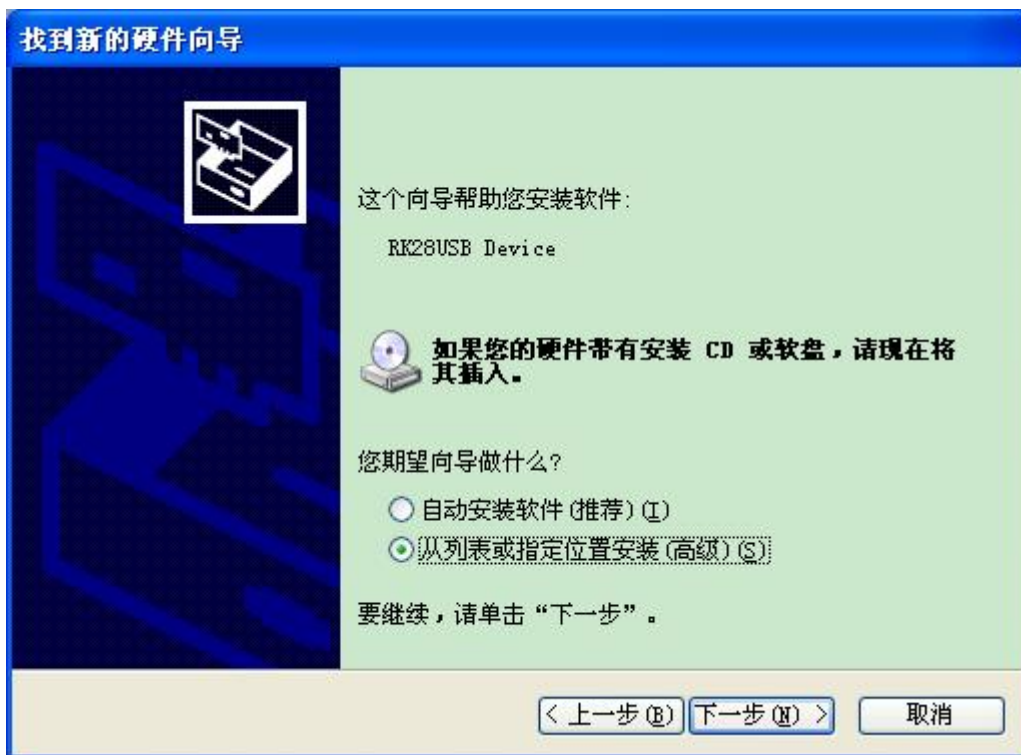 找到新的硬件向导
这个向导帮助您安装软件:
RK28USB Device
如果您的硬件带有安装 CD 或软盘，请现在将
其插入。
您期望向导做什么?
自动安装软件(推荐)(I)
从列表或指定位置安装(高级)(S)
要继续，请单击“下一步”。
< 上一步(B) 下一步(N) > 取消